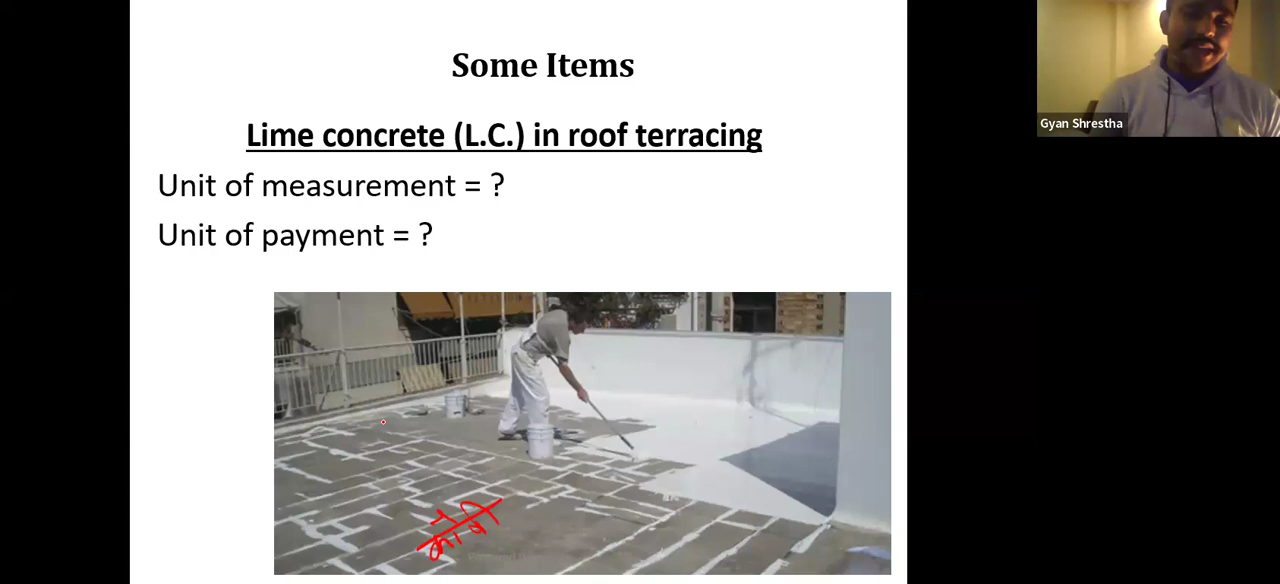 Some Items
Lime concrete (L.C.) in roof terracing
Unit of measurement = ?
Unit of payment = ?
Gyan Shrestha